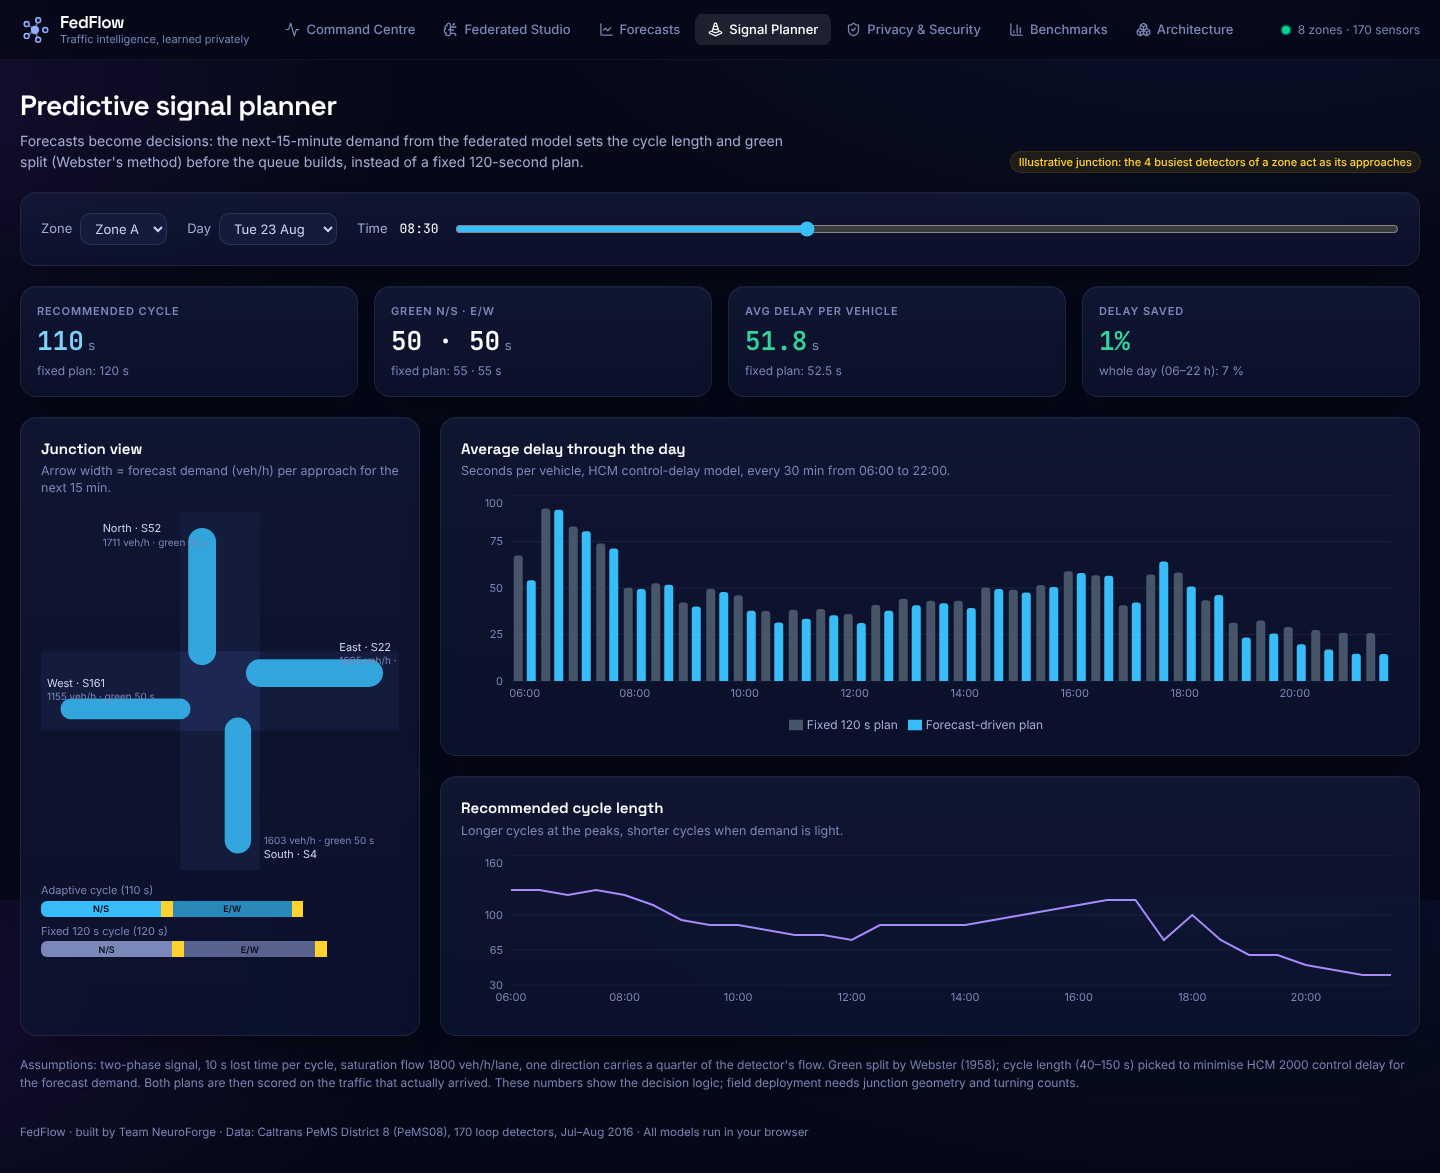 FedFlow
Traffic intelligence, learned privately
Command Centre
Federated Studio
Forecasts
Signal Planner
Privacy & Security
Benchmarks
Architecture
8 zones · 170 sensors
Predictive signal planner
Forecasts become decisions: the next-15-minute demand from the federated model sets the cycle length and green
split (Webster's method) before the queue builds, instead of a fixed 120-second plan.
Illustrative junction: the 4 busiest detectors of a zone act as its approaches
Zone
Zone A
Day
Tue 23 Aug
Time
08:30
RECOMMENDED CYCLE
110 s
fixed plan: 120 s
GREEN N/S · E/W
50 · 50 s
fixed plan: 55 · 55 s
AVG DELAY PER VEHICLE
51.8 s
fixed plan: 52.5 s
DELAY SAVED
1%
whole day (06–22 h): 7 %
Junction view
Arrow width = forecast demand (veh/h) per approach for the
next 15 min.
North · S52
1711 veh/h · green
East · S22
veh/h ·
West · S161
1155 veh/h · green 50 s
1603 veh/h · green 50 s
South · S4
Adaptive cycle (110 s)
N/S
E/W
Fixed 120 s cycle (120 s)
N/S
E/W
Average delay through the day
Seconds per vehicle, HCM control-delay model, every 30 min from 06:00 to 22:00.
100
75
50
25
0
06:00
08:00
10:00
12:00
14:00
16:00
18:00
20:00
Fixed 120 s plan
Forecast-driven plan
Recommended cycle length
Longer cycles at the peaks, shorter cycles when demand is light.
160
100
65
30
06:00
08:00
10:00
12:00
14:00
16:00
18:00
20:00
Assumptions: two-phase signal, 10 s lost time per cycle, saturation flow 1800 veh/h/lane, one direction carries a quarter of the detector's flow. Green split by Webster (1958); cycle length (40–150 s) picked to minimise HCM 2000 control delay for
the forecast demand. Both plans are then scored on the traffic that actually arrived. These numbers show the decision logic; field deployment needs junction geometry and turning counts.
FedFlow · built by Team NeuroForge · Data: Caltrans PeMS District 8 (PeMS08), 170 loop detectors, Jul–Aug 2016 · All models run in your browser